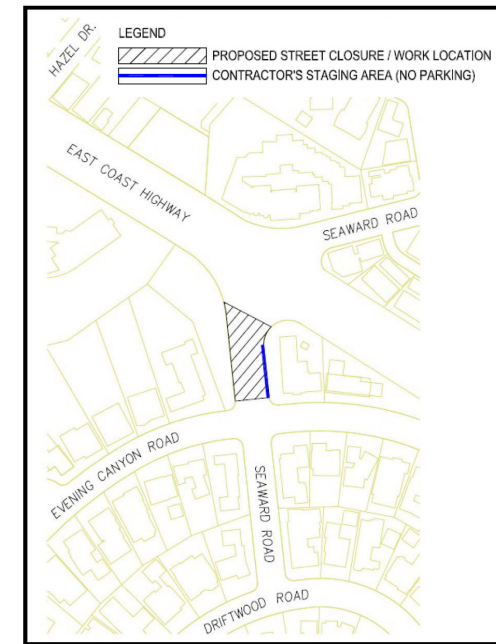 LEGEND
PROPOSED STREET CLOSURE / WORK LOCATION
CONTRACTOR'S STAGING AREA (NO PARKING)
HAZEL DR.
EAST COAST HIGHWAY
SEAWARD ROAD
EVENING CANYON ROAD
SEAWARD ROAD
DRIFTWOOD ROAD